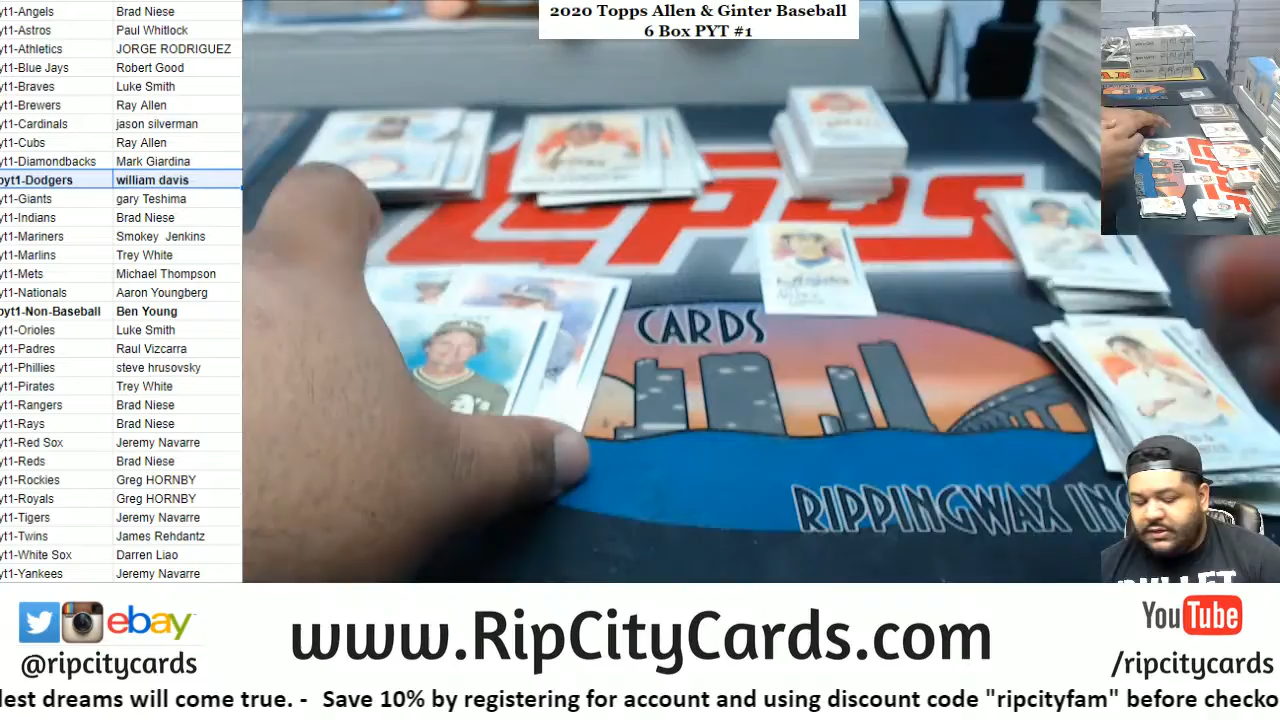 2020 Topps Allen & Ginter Baseball
6 Box PYT #1
yt1-Angels Brad Niese
yt1-Astros Paul Whitlock
yt1-Athletics JORGE RODRIGUEZ
yt1-Blue Jays Robert Good
yt1-Braves Luke Smith
yt1-Brewers Ray Allen
yt1-Cardinals jason silverman
yt1-Cubs Ray Allen
yt1-Diamondbacks Mark Giardina
pyt1-Dodgers william davis
yt1-Giants gary Teshima
yt1-Indians Brad Niese
yt1-Mariners Smokey Jenkins
yt1-Marlins Trey White
yt1-Mets Michael Thompson
yt1-Nationals Aaron Youngberg
pyt1-Non-Baseball Ben Young
yt1-Orioles Luke Smith
yt1-Padres Raul Vizcarra
yt1-Phillies steve hrusovsky
yt1-Pirates Trey White
yt1-Rangers Brad Niese
yt1-Rays Brad Niese
yt1-Red Sox Jeremy Navarre
yt1-Reds Brad Niese
yt1-Rockies Greg HORNBY
yt1-Royals Greg HORNBY
yt1-Tigers Jeremy Navarre
yt1-Twins James Rehdantz
yt1-White Sox Darren Liao
yt1-Yankees Jeremy Navarre
topps
CARDS
RIPPINGWAX INC
A's
BULLET
ebay
@ripcitycards
www.RipCityCards.com
YouTube
/ripcitycards
lest dreams will come true. - Save 10% by registering for account and using discount code "ripcityfam" before checko